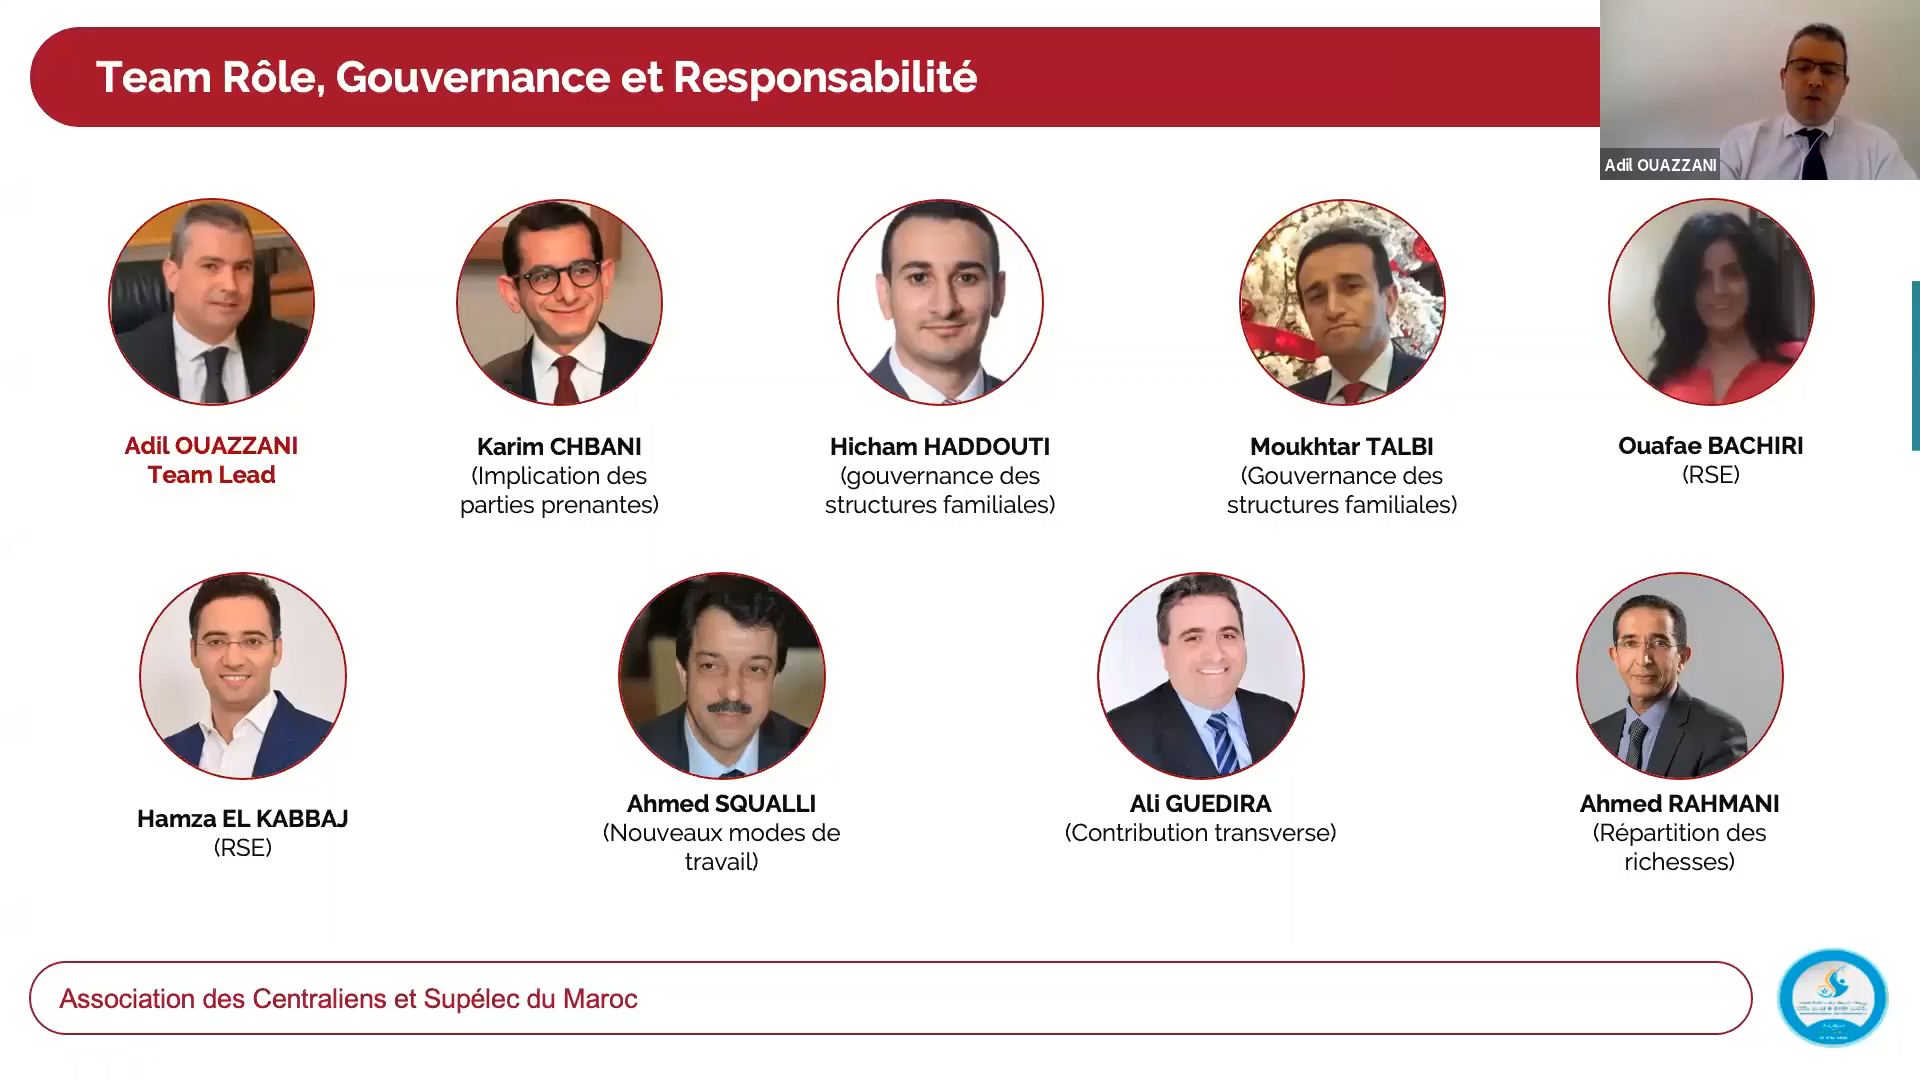 Team Rôle, Gouvernance et Responsabilité
Adil OUAZZANI
Adil OUAZZANI
Team Lead
Karim CHBANI
(Implication des
parties prenantes)
Hicham HADDOUTI
(gouvernance des
structures familiales)
Moukhtar TALBI
(Gouvernance des
structures familiales)
Ouafae BACHIRI
(RSE)
Hamza EL KABBAJ
(RSE)
Ahmed SQUALLI
(Nouveaux modes de
travail)
Ali GUEDIRA
(Contribution transverse)
Ahmed RAHMANI
(Répartition des
richesses)
Association des Centraliens et Supélec du Maroc